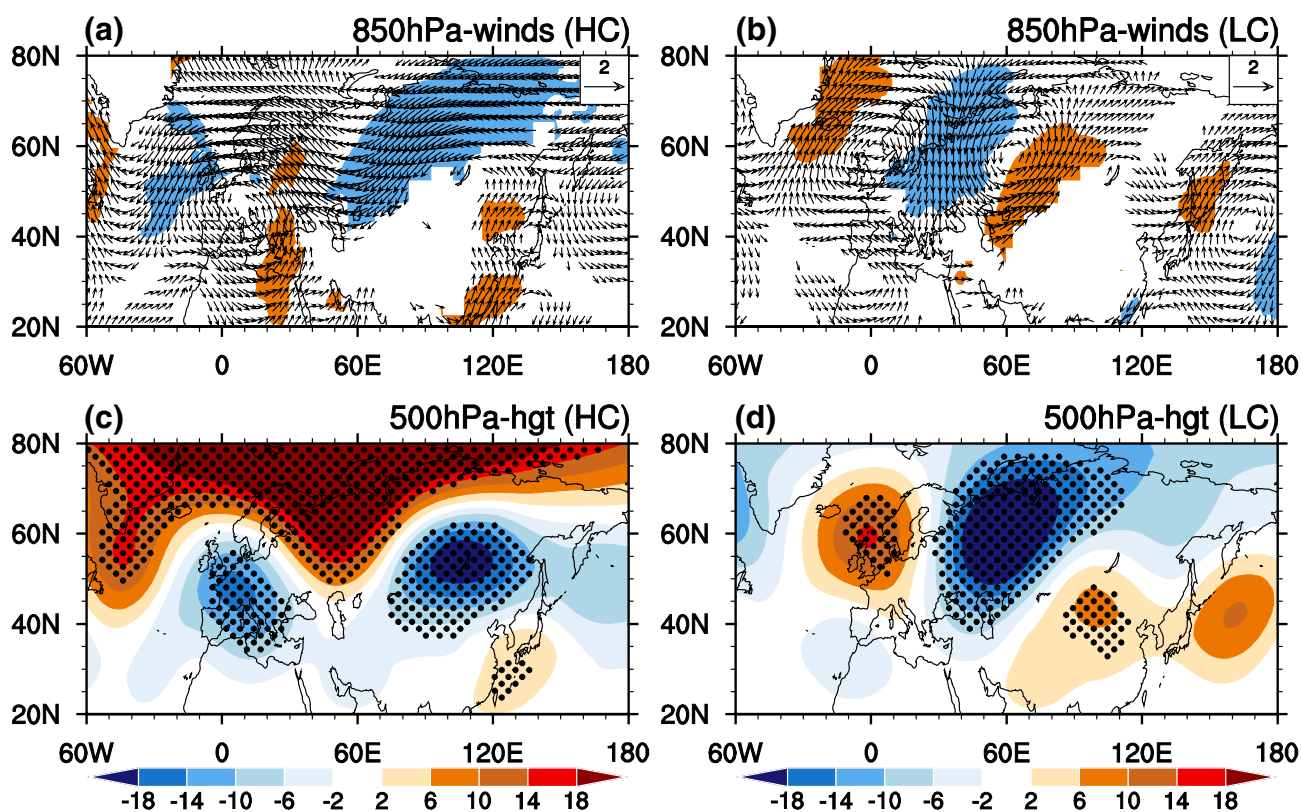 (a) 850hPa-winds (HC)
(b) 850hPa-winds (LC)
80N
60N
40N
20N
2
60W 0 60E 120E 180
80N
60N
40N
20N
2
60W 0 60E 120E 180
(c) 500hPa-hgt (HC)
(d) 500hPa-hgt (LC)
80N
60N
40N
20N
60W 0 60E 120E 180
80N
60N
40N
20N
60W 0 60E 120E 180
-18 -14 -10 -6 -2 2 6 10 14 18
-18 -14 -10 -6 -2 2 6 10 14 18